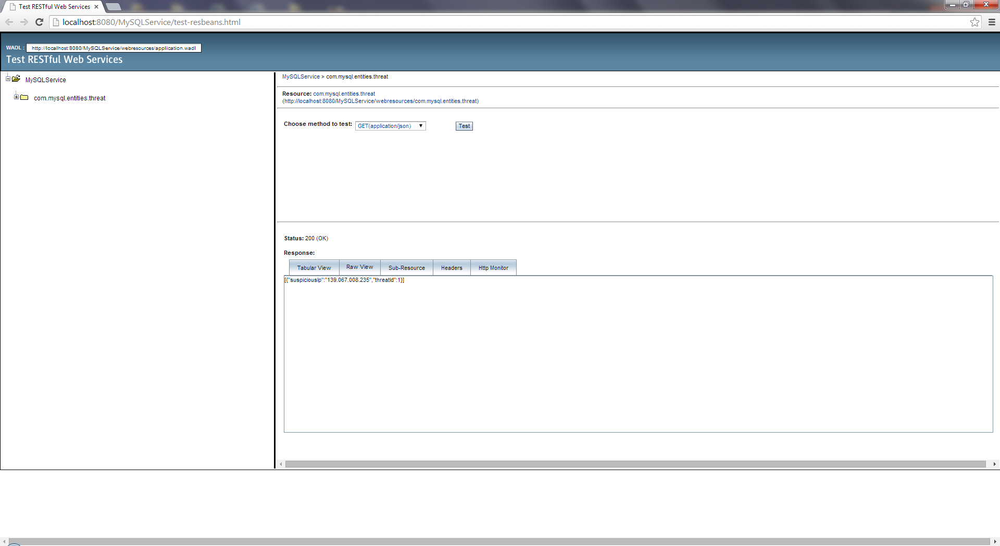 Test RESTful Web Services
localhost:8080/MySQLService/test-resbeans.html
WADL : http://localhost:8080/MySQLService/webresources/application.wadl
Test RESTful Web Services
MySQLService
com.mysql.entities.threat
MySQLService > com.mysql.entities.threat
Resource: com.mysql.entities.threat
(http://localhost:8080/MySQLService/webresources/com.mysql.entities.threat)
Choose method to test: GET(application/json) Test
Status: 200 (OK)
Response:
Tabular View Raw View Sub-Resource Headers Http Monitor
[{"suspiciousIp":"139.067.008.235","threatId":1}]